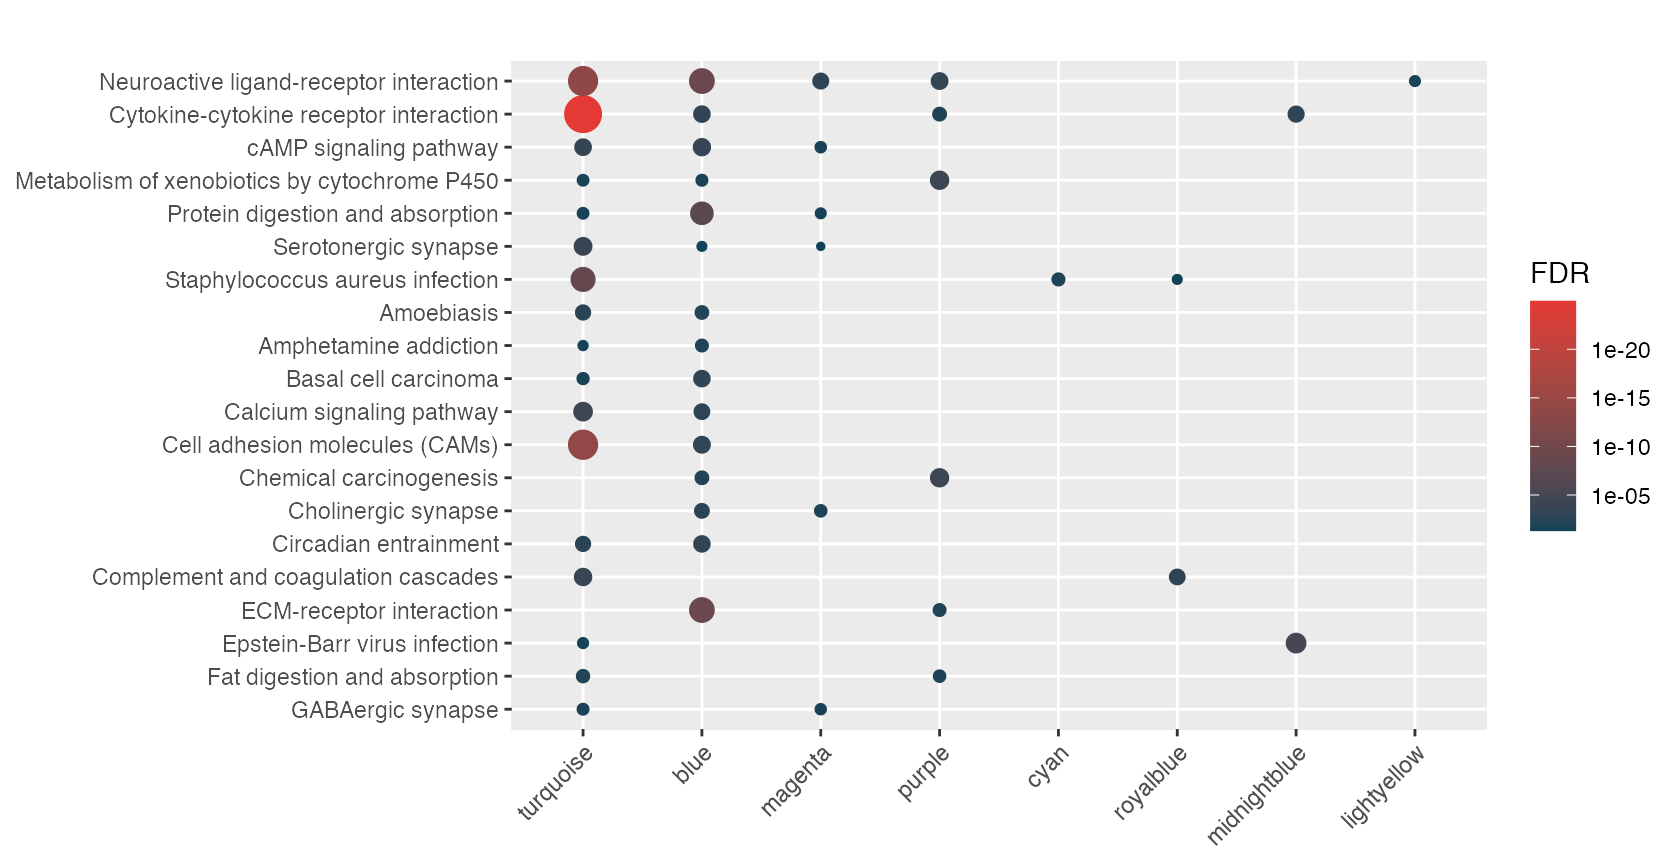 Neuroactive ligand-receptor interaction
Cytokine-cytokine receptor interaction
cAMP signaling pathway
Metabolism of xenobiotics by cytochrome P450
Protein digestion and absorption
Serotonergic synapse
Staphylococcus aureus infection
Amoebiasis
Amphetamine addiction
Basal cell carcinoma
Calcium signaling pathway
Cell adhesion molecules (CAMs)
Chemical carcinogenesis
Cholinergic synapse
Circadian entrainment
Complement and coagulation cascades
ECM-receptor interaction
Epstein-Barr virus infection
Fat digestion and absorption
GABAergic synapse
turquoise
blue
magenta
purple
cyan
royalblue
midnightblue
lightyellow
FDR
1e-20
1e-15
1e-10
1e-05